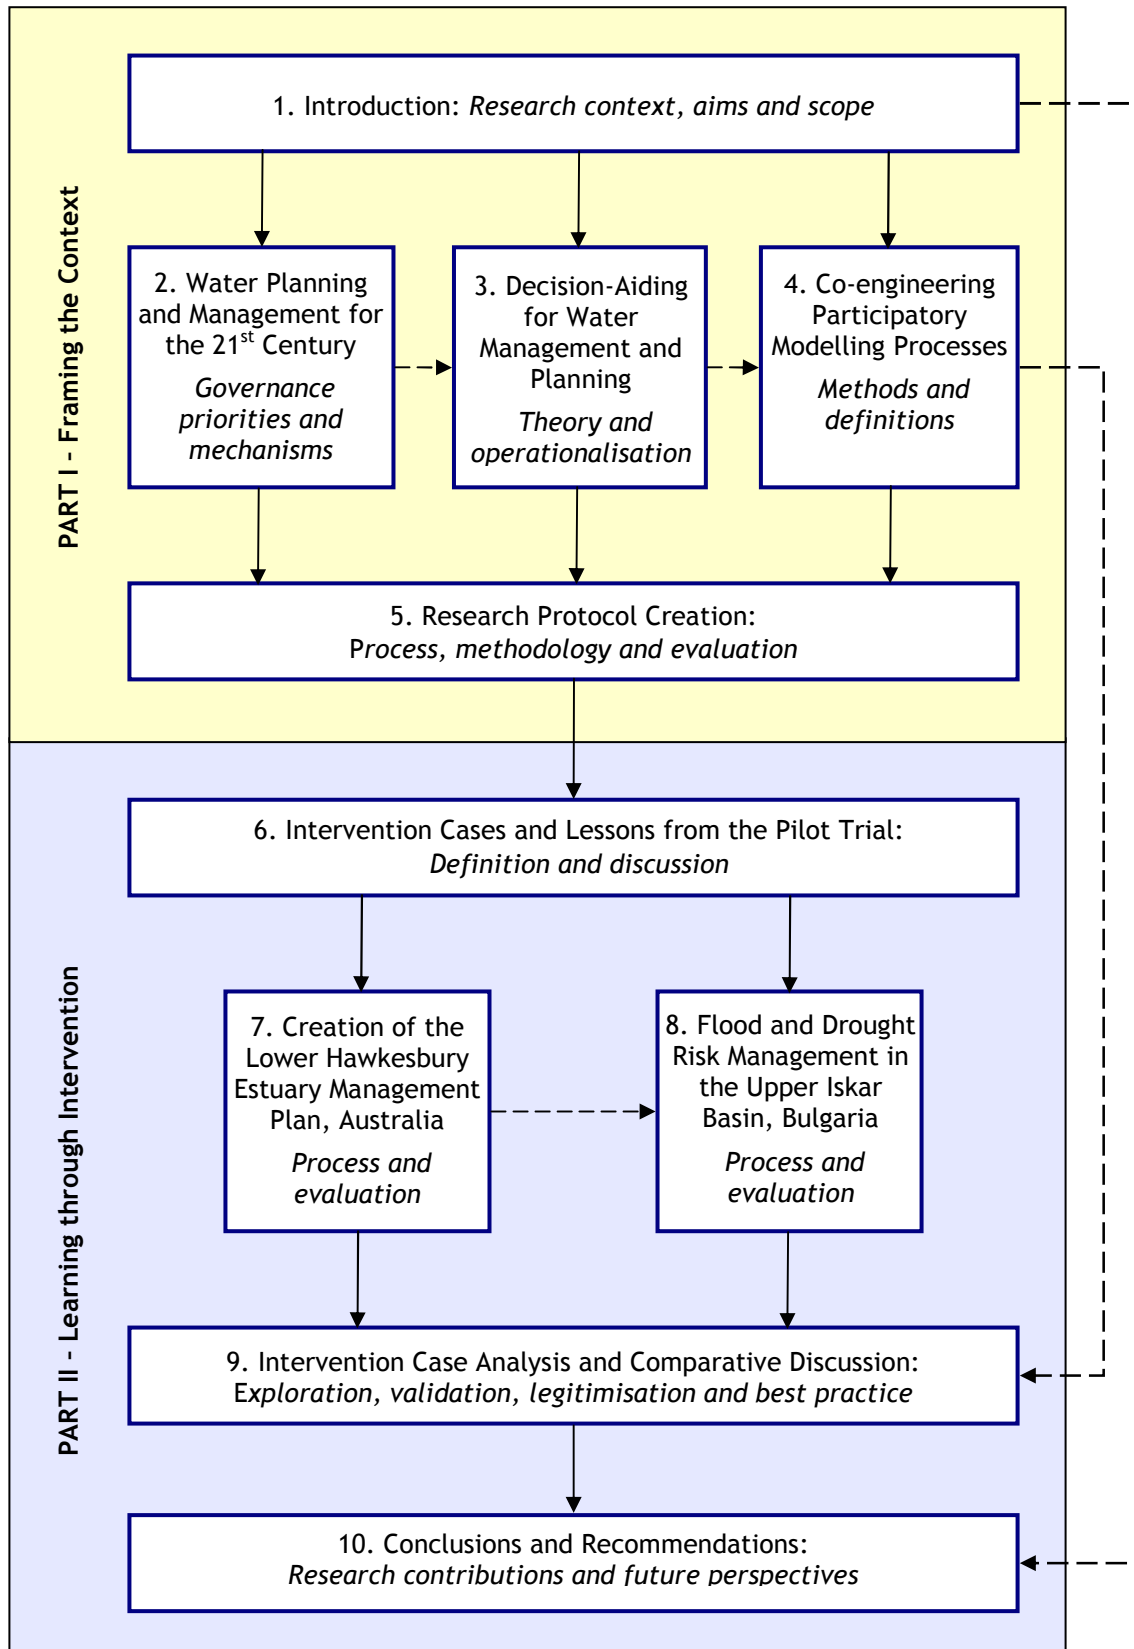 PART I - Framing the Context
1. Introduction: Research context, aims and scope
2. Water Planning
and Management for
the 21st Century
Governance
priorities and
mechanisms
3. Decision-Aiding
for Water
Management and
Planning
Theory and
operationalisation
4. Co-engineering
Participatory
Modelling Processes
Methods and
definitions
5. Research Protocol Creation:
Process, methodology and evaluation
PART II - Learning through Intervention
6. Intervention Cases and Lessons from the Pilot Trial:
Definition and discussion
7. Creation of the
Lower Hawkesbury
Estuary Management
Plan, Australia
Process and
evaluation
8. Flood and Drought
Risk Management in
the Upper Iskar
Basin, Bulgaria
Process and
evaluation
9. Intervention Case Analysis and Comparative Discussion:
Exploration, validation, legitimisation and best practice
10. Conclusions and Recommendations:
Research contributions and future perspectives